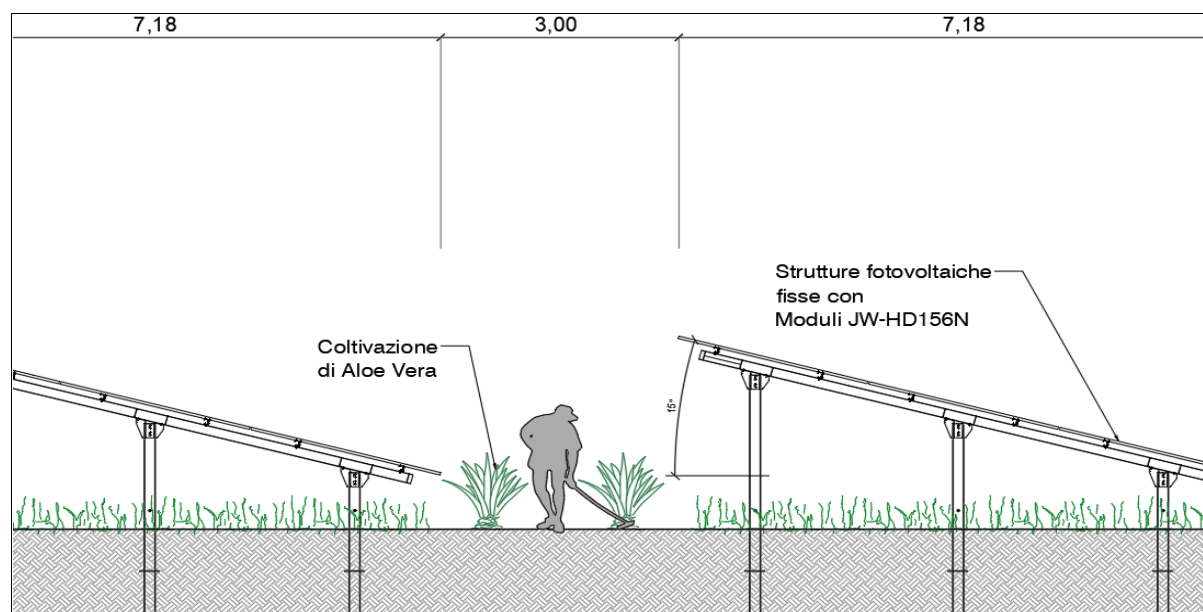 7,18
3,00
7,18
Strutture fotovoltaiche
fisse con
Moduli JW-HD156N
Coltivazione
di Aloe Vera
15°